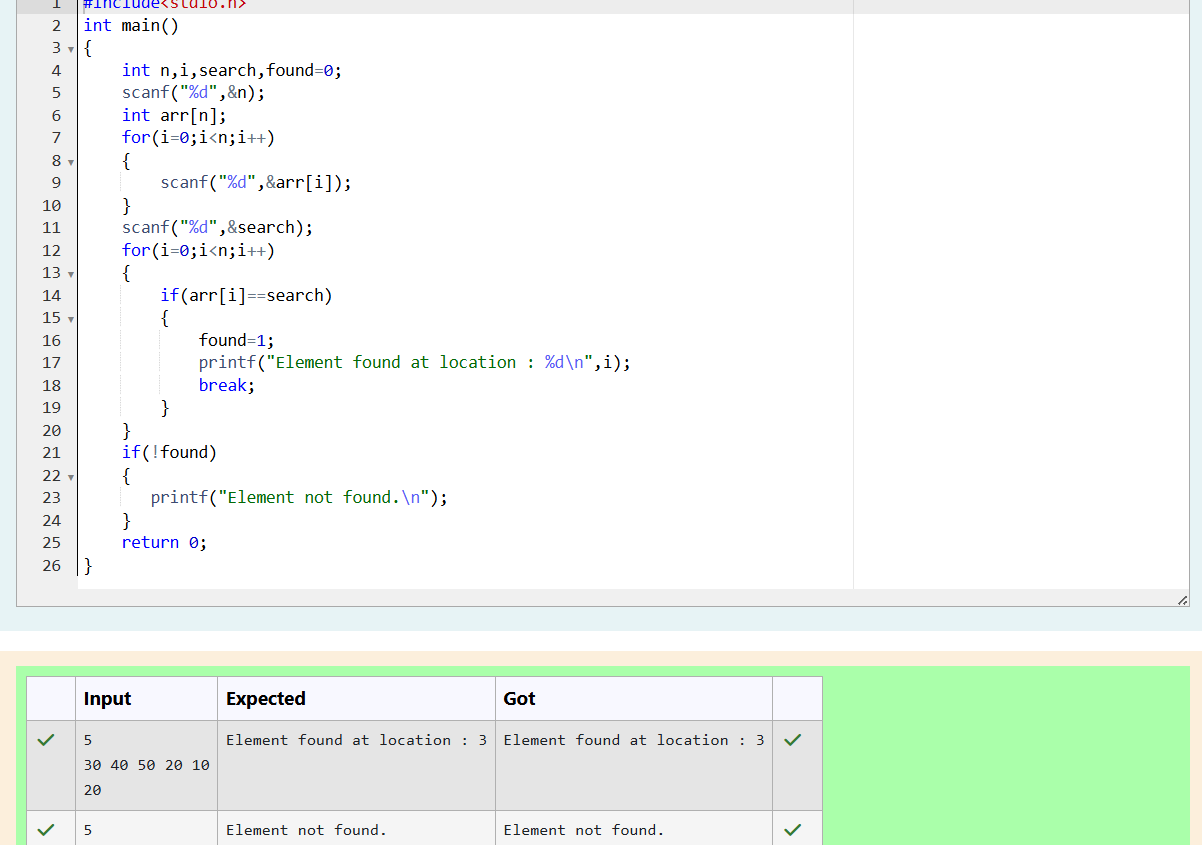 1 #include<stdio.h>
2 int main()
3 {
4 int n,i,search,found=0;
5 scanf("%d",&n);
6 int arr[n];
7 for(i=0;i<n;i++)
8 {
9 scanf("%d",&arr[i]);
10 }
11 scanf("%d",&search);
12 for(i=0;i<n;i++)
13 {
14 if(arr[i]==search)
15 {
16 found=1;
17 printf("Element found at location : %d\n",i);
18 break;
19 }
20 }
21 if(!found)
22 {
23 printf("Element not found.\n");
24 }
25 return 0;
26 }
Input Expected Got
5 Element found at location : 3 Element found at location : 3
30 40 50 20 10
20
5 Element not found. Element not found.